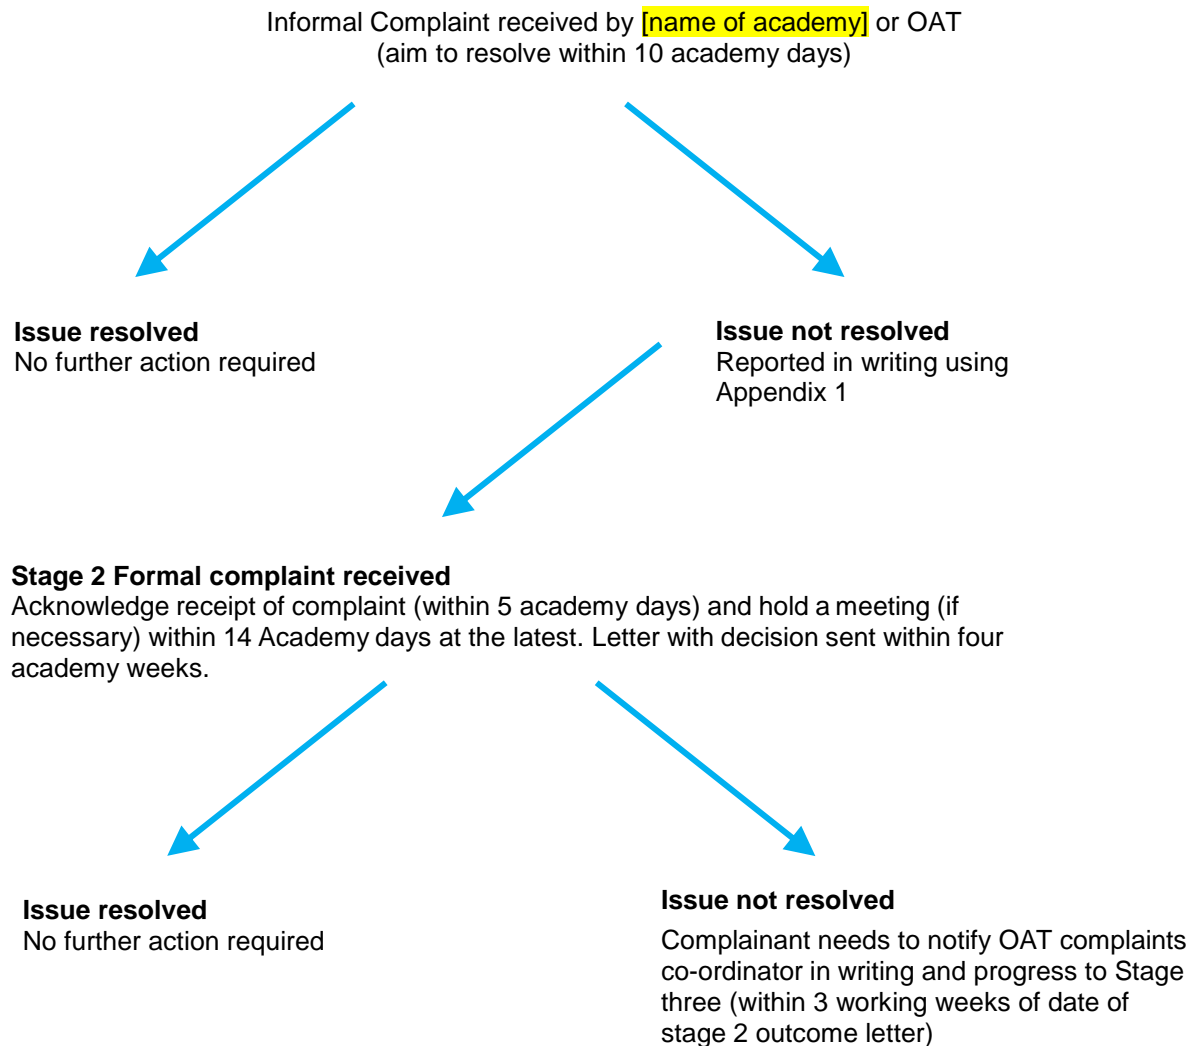 Informal Complaint received by [name of academy] or OAT
(aim to resolve within 10 academy days)
Issue resolved
No further action required
Issue not resolved
Reported in writing using
Appendix 1
Stage 2 Formal complaint received
Acknowledge receipt of complaint (within 5 academy days) and hold a meeting (if
necessary) within 14 Academy days at the latest. Letter with decision sent within four
academy weeks.
Issue resolved
No further action required
Issue not resolved
Complainant needs to notify OAT complaints
co-ordinator in writing and progress to Stage
three (within 3 working weeks of date of
stage 2 outcome letter)